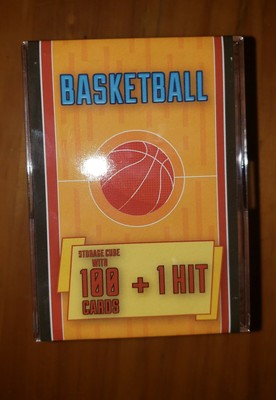 BASKETBALL
STORAGE CUBE
WITH
100
CARDS
+ 1 HIT